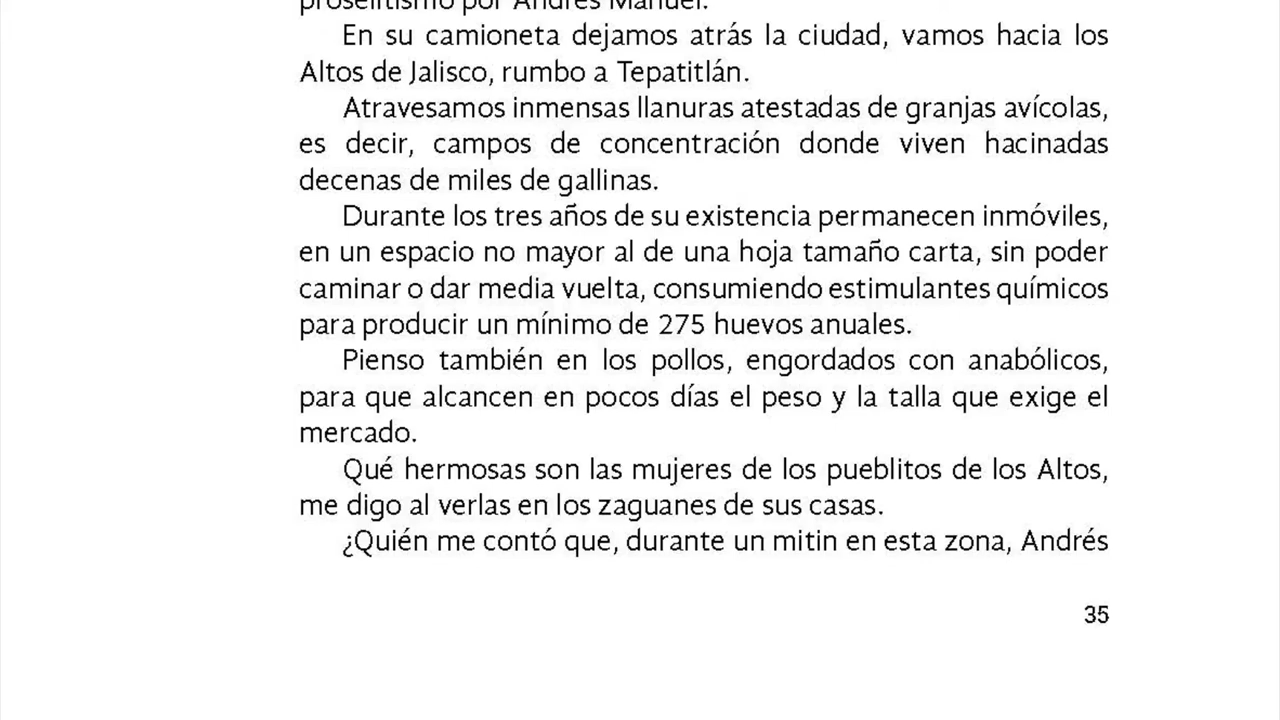 proselitismo por Andrés Manuel.
En su camioneta dejamos atrás la ciudad, vamos hacia los
Altos de Jalisco, rumbo a Tepatitlán.
Atravesamos inmensas llanuras atestadas de granjas avícolas,
es decir, campos de concentración donde viven hacinadas
decenas de miles de gallinas.
Durante los tres años de su existencia permanecen inmóviles,
en un espacio no mayor al de una hoja tamaño carta, sin poder
caminar o dar media vuelta, consumiendo estimulantes químicos
para producir un mínimo de 275 huevos anuales.
Pienso también en los pollos, engordados con anabólicos,
para que alcancen en pocos días el peso y la talla que exige el
mercado.
Qué hermosas son las mujeres de los pueblitos de los Altos,
me digo al verlas en los zaguanes de sus casas.
¿Quién me contó que, durante un mitin en esta zona, Andrés
35